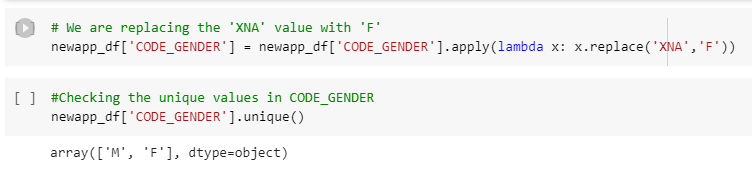 # We are replacing the 'XNA' value with 'F'
newapp_df['CODE_GENDER'] = newapp_df['CODE_GENDER'].apply(lambda x: x.replace('XNA','F'))
[ ] #Checking the unique values in CODE_GENDER
newapp_df['CODE_GENDER'].unique()
array(['M', 'F'], dtype=object)